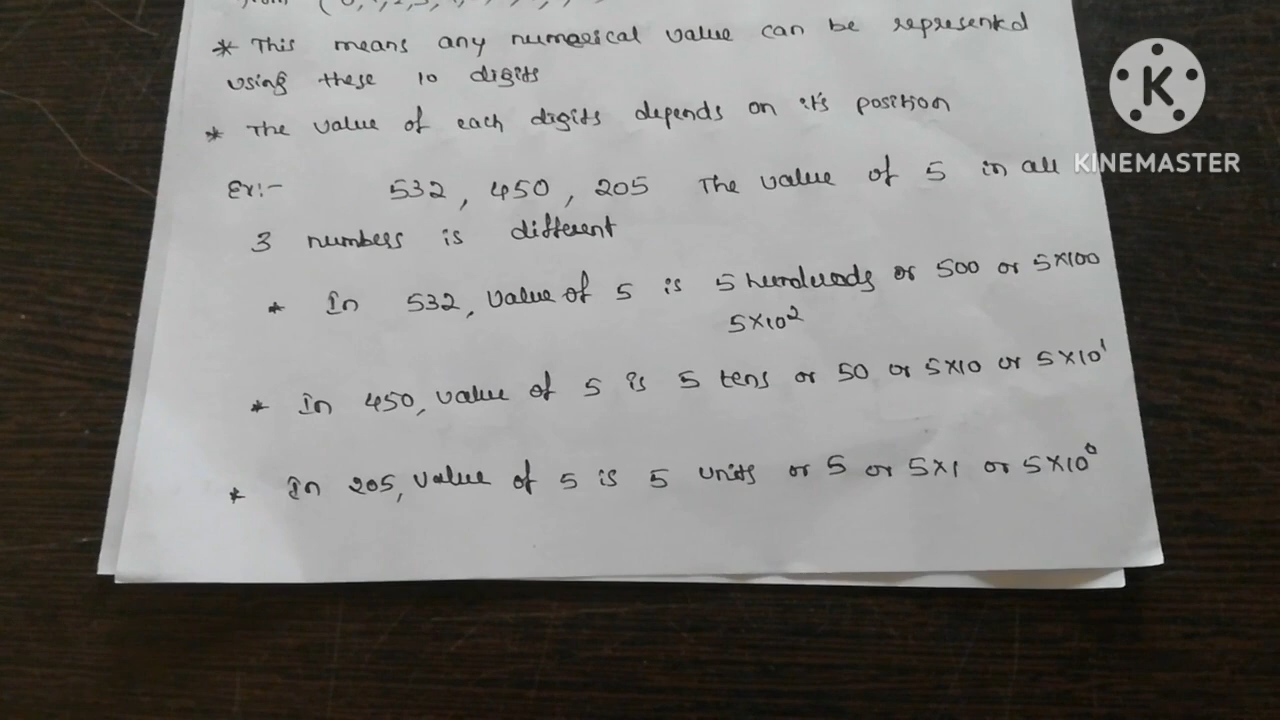 * This means any numerical value can be represented
using these 10 digits
* The value of each digits depends on it's position
Ex:- 532, 450, 205 The value of 5 in all
3 numbers is different
* In 532, value of 5 is 5 hundreds or 500 or 5×100
5×10²
* In 450, value of 5 is 5 tens or 50 or 5×10 or 5×10¹
* In 205, value of 5 is 5 units or 5 or 5×1 or 5×10⁰
K
KINEMASTER